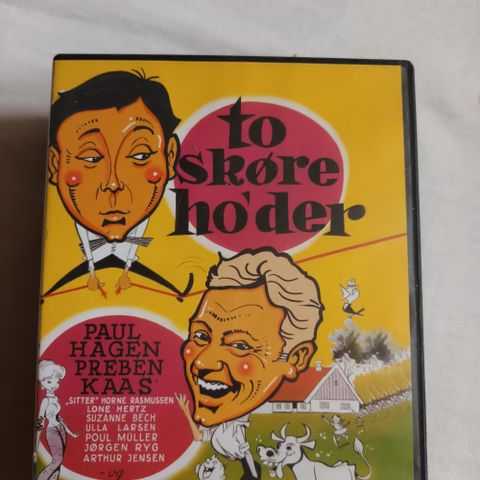 to
skøre
ho'der
PAUL
HAGEN
PREBEN
KAAS
"SITTER" HORNE RASMUSSEN
LONE HERTZ
SUZANNE BECH
ULLA LARSEN
POUL MÜLLER
JØRGEN RYG
ARTHUR JENSEN
-og